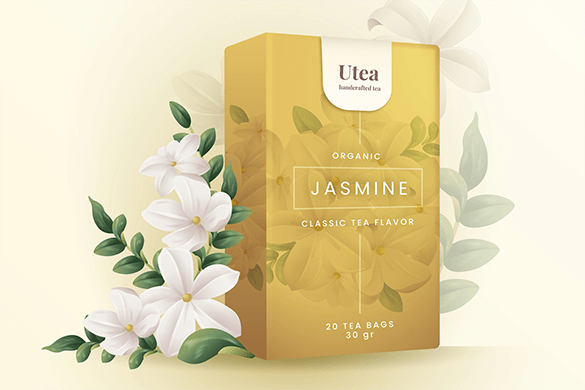 Utea
handcrafted tea
ORGANIC
JASMINE
CLASSIC TEA FLAVOR
20 TEA BAGS
30 gr